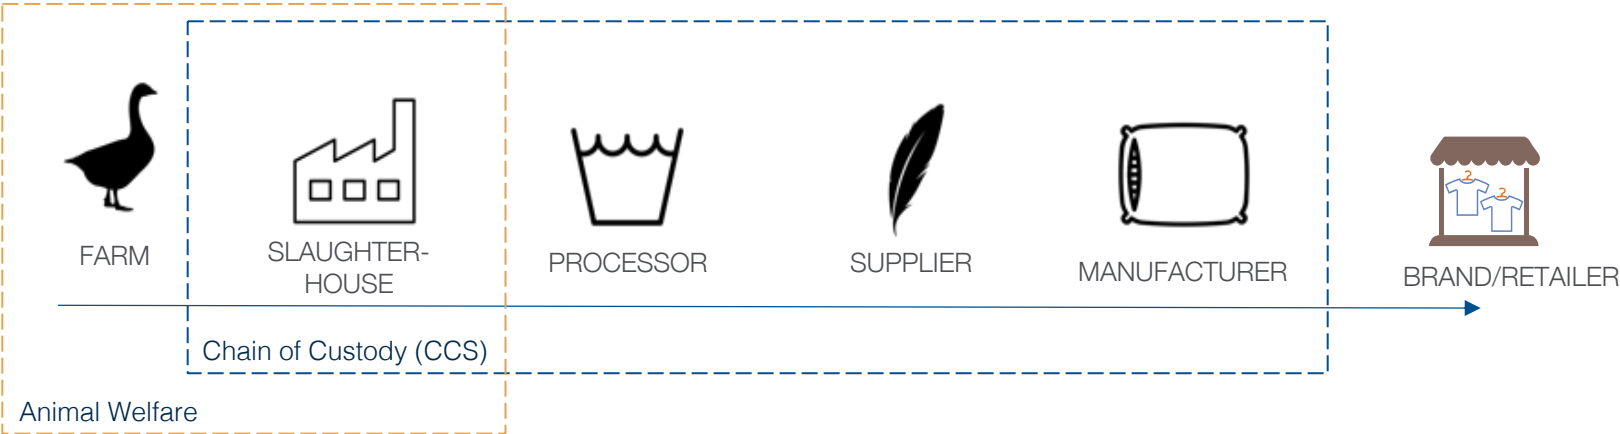 FARM
SLAUGHTER-
HOUSE
PROCESSOR
SUPPLIER
MANUFACTURER
BRAND/RETAILER
Chain of Custody (CCS)
Animal Welfare